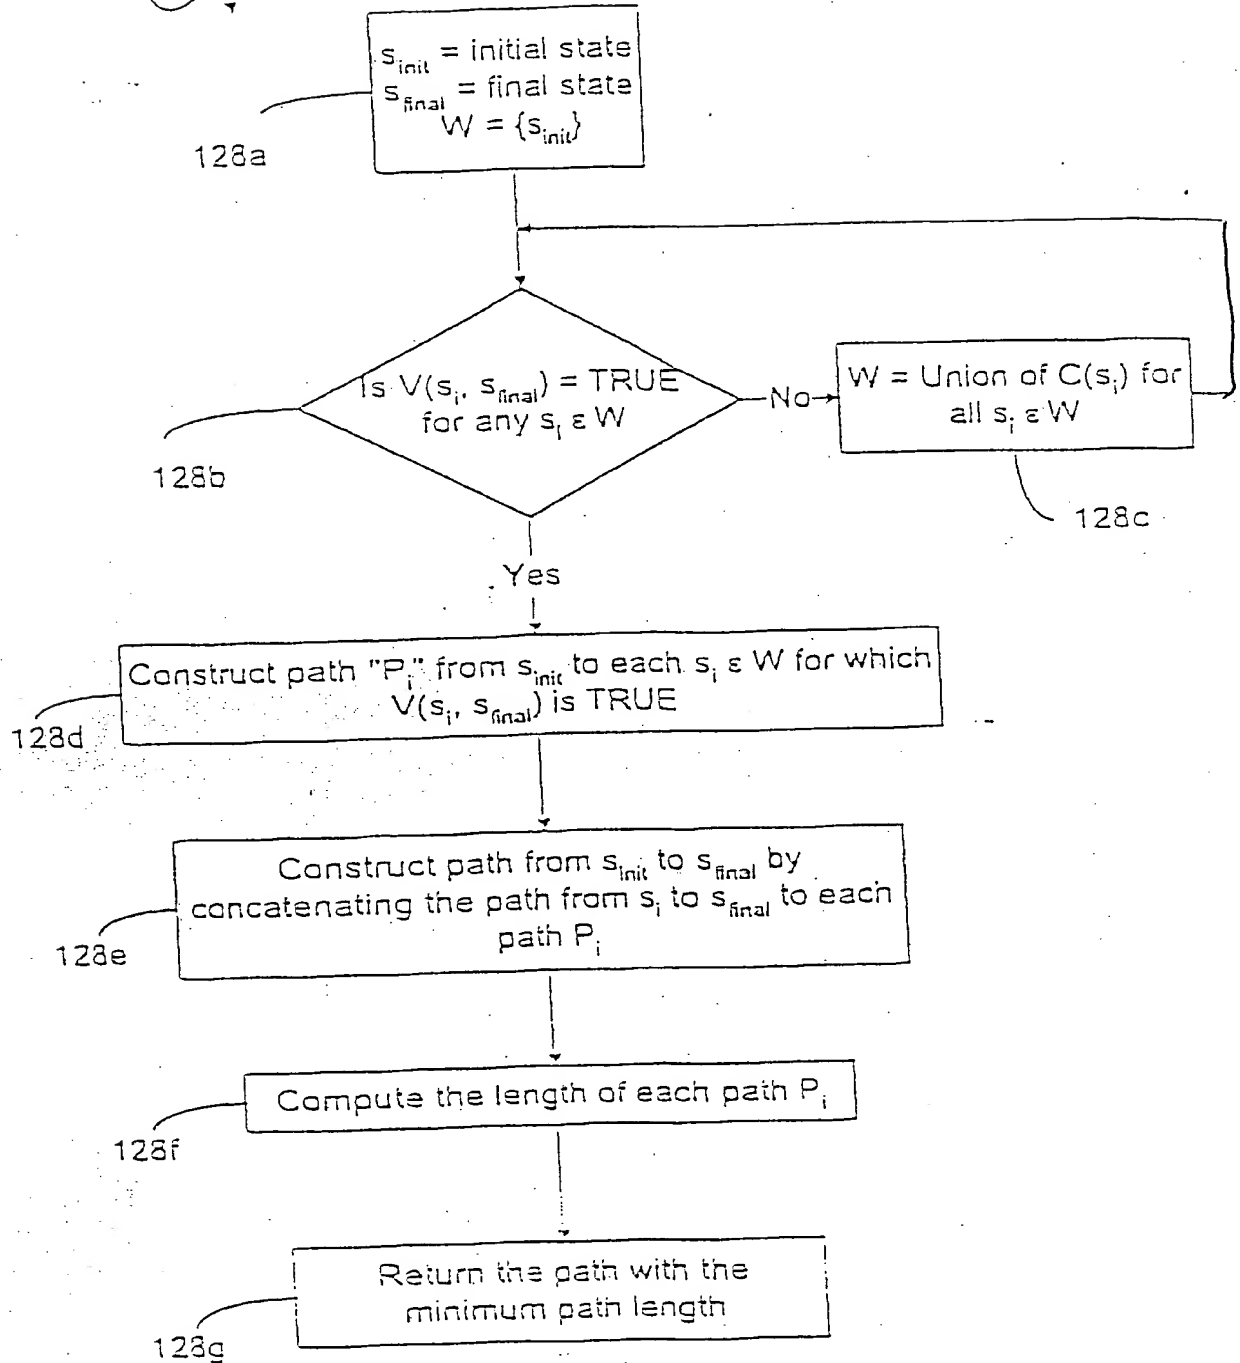 s_init = initial state
s_final = final state
W = {s_init}
128a
Is V(s_i, s_final) = TRUE
for any s_i ε W
128b
No
W = Union of C(s_i) for
all s_i ε W
128c
Yes
Construct path "P_i" from s_init to each s_i ε W for which
V(s_i, s_final) is TRUE
128d
Construct path from s_init to s_final by
concatenating the path from s_i to s_final to each
path P_i
128e
Compute the length of each path P_i
128f
Return the path with the
minimum path length
128g